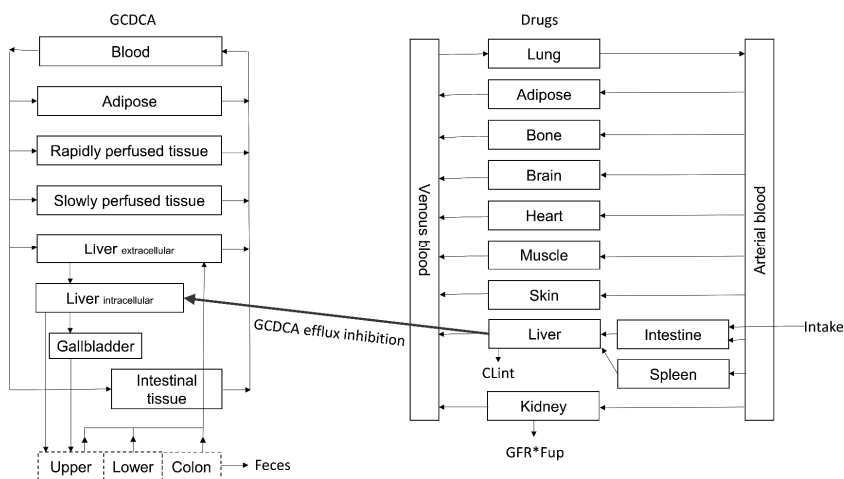 GCDCA
Blood
Adipose
Rapidly perfused tissue
Slowly perfused tissue
Liver extracellular
Liver intracellular
Gallbladder
Intestinal
tissue
Upper
Lower
Colon
Feces
GCDCA efflux inhibition
Drugs
Venous blood
Lung
Adipose
Bone
Brain
Heart
Muscle
Skin
Liver
Intestine
Intake
CLint
Spleen
Kidney
GFR*Fup
Arterial blood